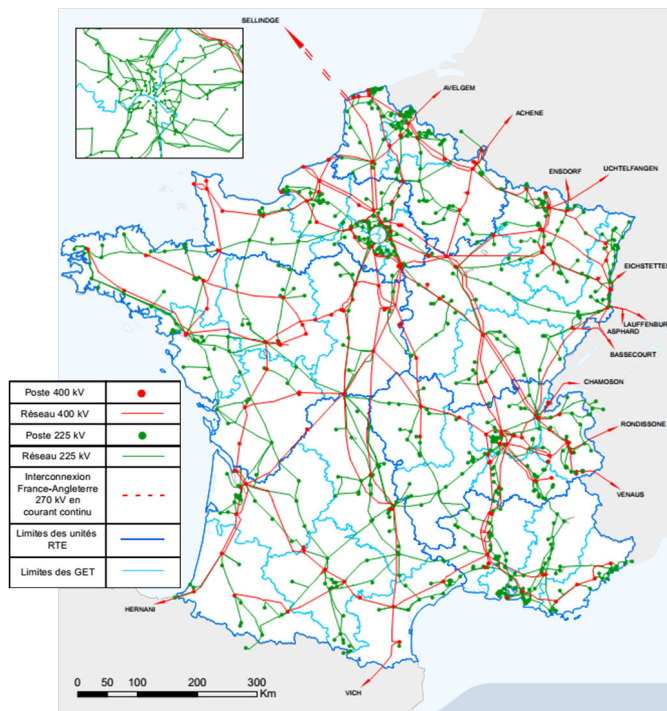 SELLINDGE
AVELGEM
ACHENE
ENSDORF
UCHTELFANGEN
EICHSTETTEN
LAUFFENBURG
ASPHARD
BASSECOURT
CHAMOSON
RONDISSONE
VENAUS
Poste 400 kV
Réseau 400 kV
Poste 225 kV
Réseau 225 kV
Interconnexion
France-Angleterre
270 kV en
courant continu
Limites des unités
RTE
Limites des GET
HERNANI
VICH
0 50 100 200 300
Km